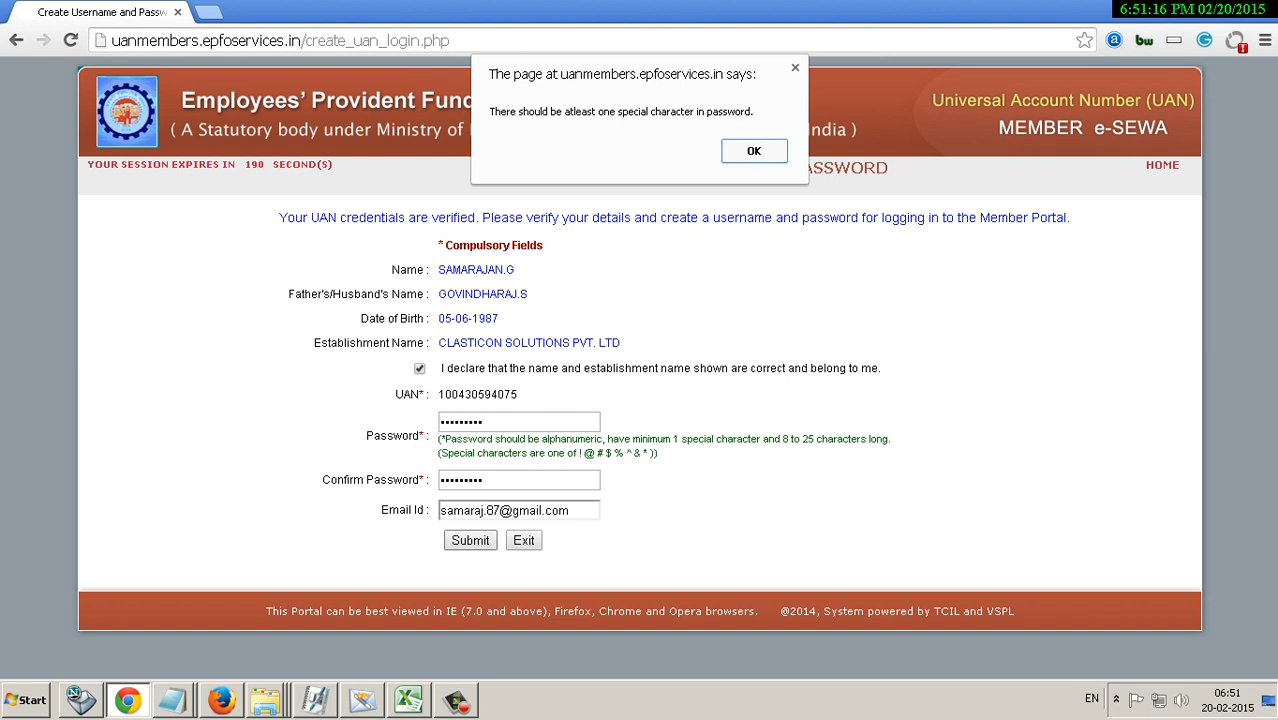 6:51:16 PM 02/20/2015
Create Username and Passw
uanmembers.epfoservices.in/create_uan_login.php
The page at uanmembers.epfoservices.in says:
There should be atleast one special character in password.
OK
Employees' Provident Fund
( A Statutory body under Ministry of
India )
Universal Account Number (UAN)
MEMBER e-SEWA
YOUR SESSION EXPIRES IN 190 SECOND(S)
ASSWORD
HOME
Your UAN credentials are verified. Please verify your details and create a username and password for logging in to the Member Portal.
* Compulsory Fields
Name : SAMARAJAN.G
Father's/Husband's Name : GOVINDHARAJ.S
Date of Birth : 05-06-1987
Establishment Name : CLASTICON SOLUTIONS PVT. LTD
I declare that the name and establishment name shown are correct and belong to me.
UAN* : 100430594075
Password* : •••••••••
(*Password should be alphanumeric, have minimum 1 special character and 8 to 25 characters long.
(Special characters are one of ! @ # $ % ^ & * ))
Confirm Password* : •••••••••
Email Id : samaraj.87@gmail.com
Submit Exit
This Portal can be best viewed in IE (7.0 and above), Firefox, Chrome and Opera browsers. @2014, System powered by TCIL and VSPL
Start
EN
06:51
20-02-2015